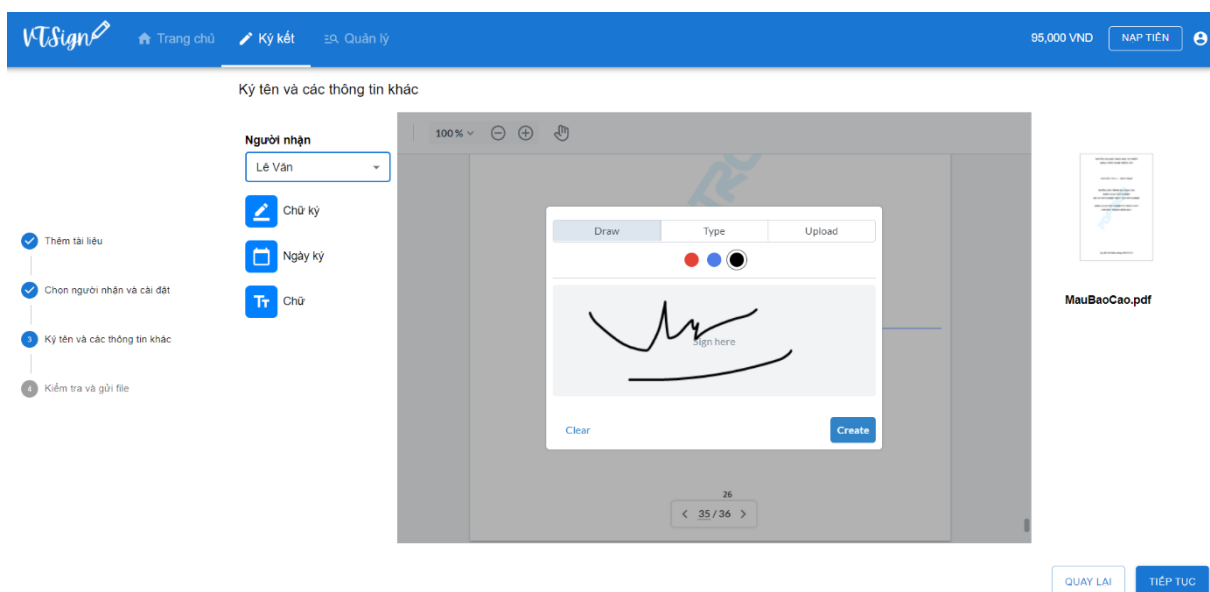 VTSign
Trang chủ
Ký kết
Quản lý
95,000 VND
NẠP TIỀN
Ký tên và các thông tin khác
Người nhận
Lê Văn
Chữ ký
Ngày ký
Tт Chữ
Thêm tài liệu
Chọn người nhận và cài đặt
3 Ký tên và các thông tin khác
4 Kiểm tra và gửi file
100 %
Draw Type Upload
Sign here
Clear
Create
26
35 / 36
MauBaoCao.pdf
QUAY LẠI
TIẾP TỤC